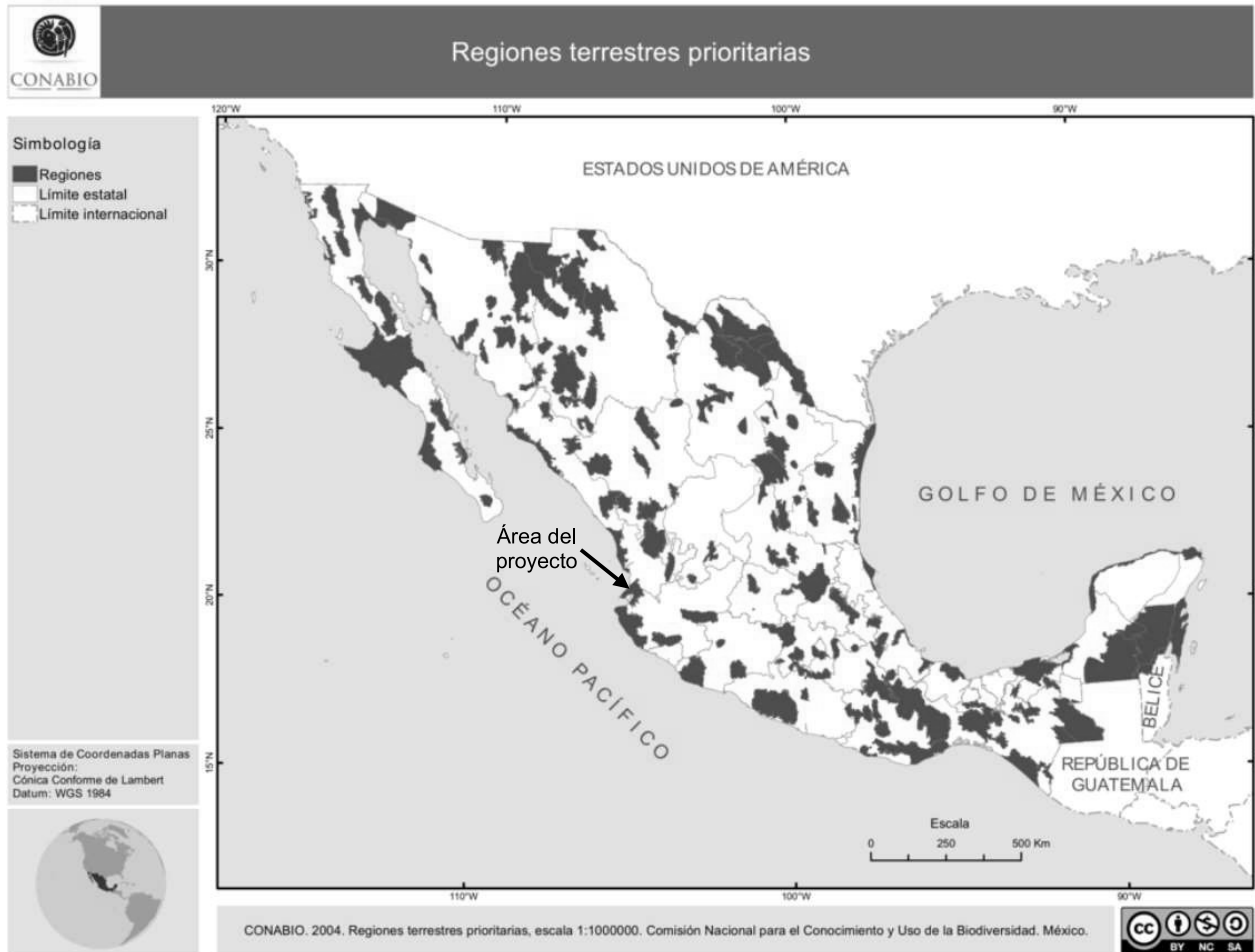 CONABIO
Regiones terrestres prioritarias
120°W
110°W
100°W
90°W
Simbología
Regiones
Límite estatal
Límite internacional
ESTADOS UNIDOS DE AMÉRICA
30°N
25°N
20°N
15°N
GOLFO DE MÉXICO
Área del
proyecto
OCÉANO PACÍFICO
BELICE
REPÚBLICA DE
GUATEMALA
Sistema de Coordenadas Planas
Proyección:
Cónica Conforme de Lambert
Datum: WGS 1984
Escala
0 250 500 Km
110°W
100°W
90°W
CONABIO. 2004. Regiones terrestres prioritarias, escala 1:1000000. Comisión Nacional para el Conocimiento y Uso de la Biodiversidad. México.
cc
BY NC SA